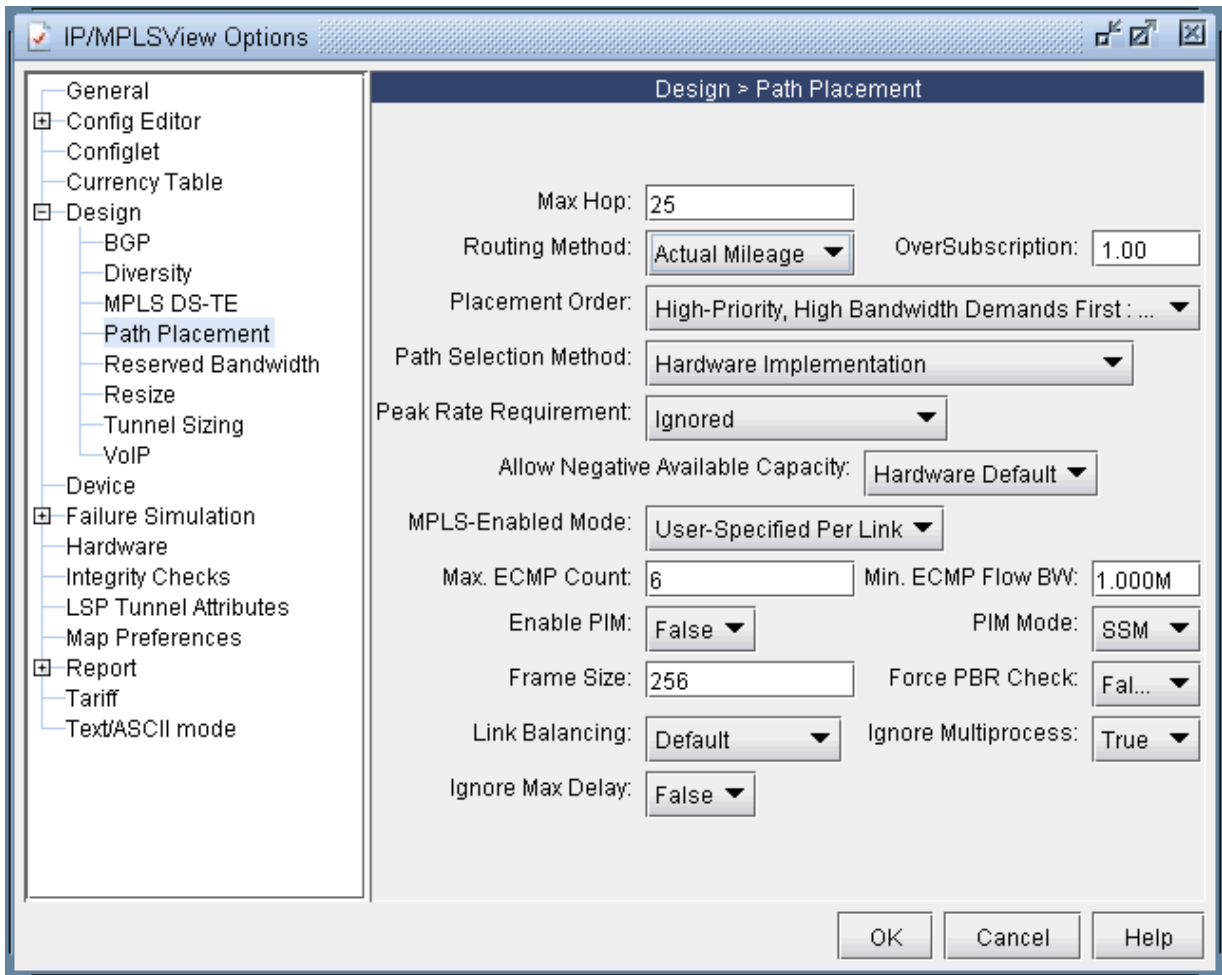 IP/MPLSView Options
General
Config Editor
Configlet
Currency Table
Design
BGP
Diversity
MPLS DS-TE
Path Placement
Reserved Bandwidth
Resize
Tunnel Sizing
VoIP
Device
Failure Simulation
Hardware
Integrity Checks
LSP Tunnel Attributes
Map Preferences
Report
Tariff
Text/ASCII mode
Design > Path Placement
Max Hop: 25
Routing Method: Actual Mileage OverSubscription: 1.00
Placement Order: High-Priority, High Bandwidth Demands First : ...
Path Selection Method: Hardware Implementation
Peak Rate Requirement: Ignored
Allow Negative Available Capacity: Hardware Default
MPLS-Enabled Mode: User-Specified Per Link
Max. ECMP Count: 6 Min. ECMP Flow BW: 1.000M
Enable PIM: False PIM Mode: SSM
Frame Size: 256 Force PBR Check: Fal...
Link Balancing: Default Ignore Multiprocess: True
Ignore Max Delay: False
OK Cancel Help